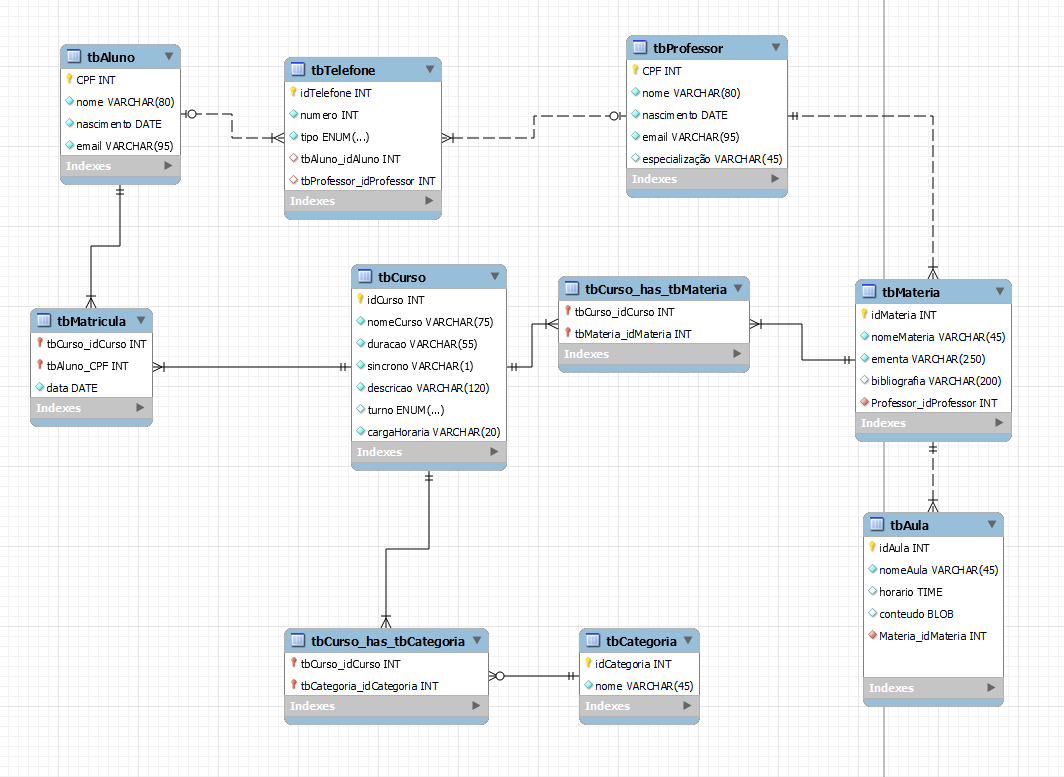 tbAluno
CPF INT
nome VARCHAR(80)
nascimento DATE
email VARCHAR(95)
Indexes
tbTelefone
idTelefone INT
numero INT
tipo ENUM(...)
tbAluno_idAluno INT
tbProfessor_idProfessor INT
Indexes
tbProfessor
CPF INT
nome VARCHAR(80)
nascimento DATE
email VARCHAR(95)
especialização VARCHAR(45)
Indexes
tbMatricula
tbCurso_idCurso INT
tbAluno_CPF INT
data DATE
Indexes
tbCurso
idCurso INT
nomeCurso VARCHAR(75)
duracao VARCHAR(55)
sincrono VARCHAR(1)
descricao VARCHAR(120)
turno ENUM(...)
cargaHoraria VARCHAR(20)
Indexes
tbCurso_has_tbMateria
tbCurso_idCurso INT
tbMateria_idMateria INT
Indexes
tbMateria
idMateria INT
nomeMateria VARCHAR(45)
ementa VARCHAR(250)
bibliografia VARCHAR(200)
Professor_idProfessor INT
Indexes
tbAula
idAula INT
nomeAula VARCHAR(45)
horario TIME
conteudo BLOB
Materia_idMateria INT
Indexes
tbCurso_has_tbCategoria
tbCurso_idCurso INT
tbCategoria_idCategoria INT
Indexes
tbCategoria
idCategoria INT
nome VARCHAR(45)
Indexes